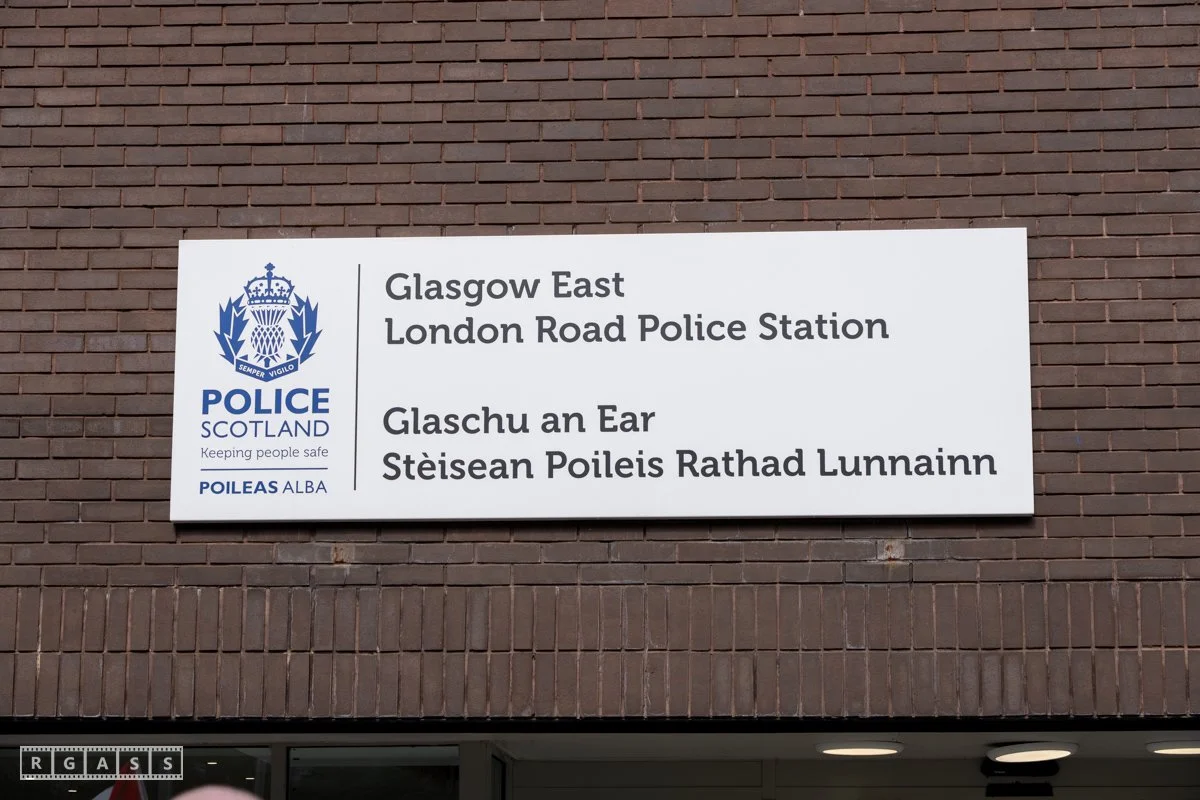 SEMPER VIGILO
POLICE
SCOTLAND
Keeping people safe
POILEAS ALBA
Glasgow East
London Road Police Station
Glaschu an Ear
Stèisean Poileis Rathad Lunnainn
RGASS